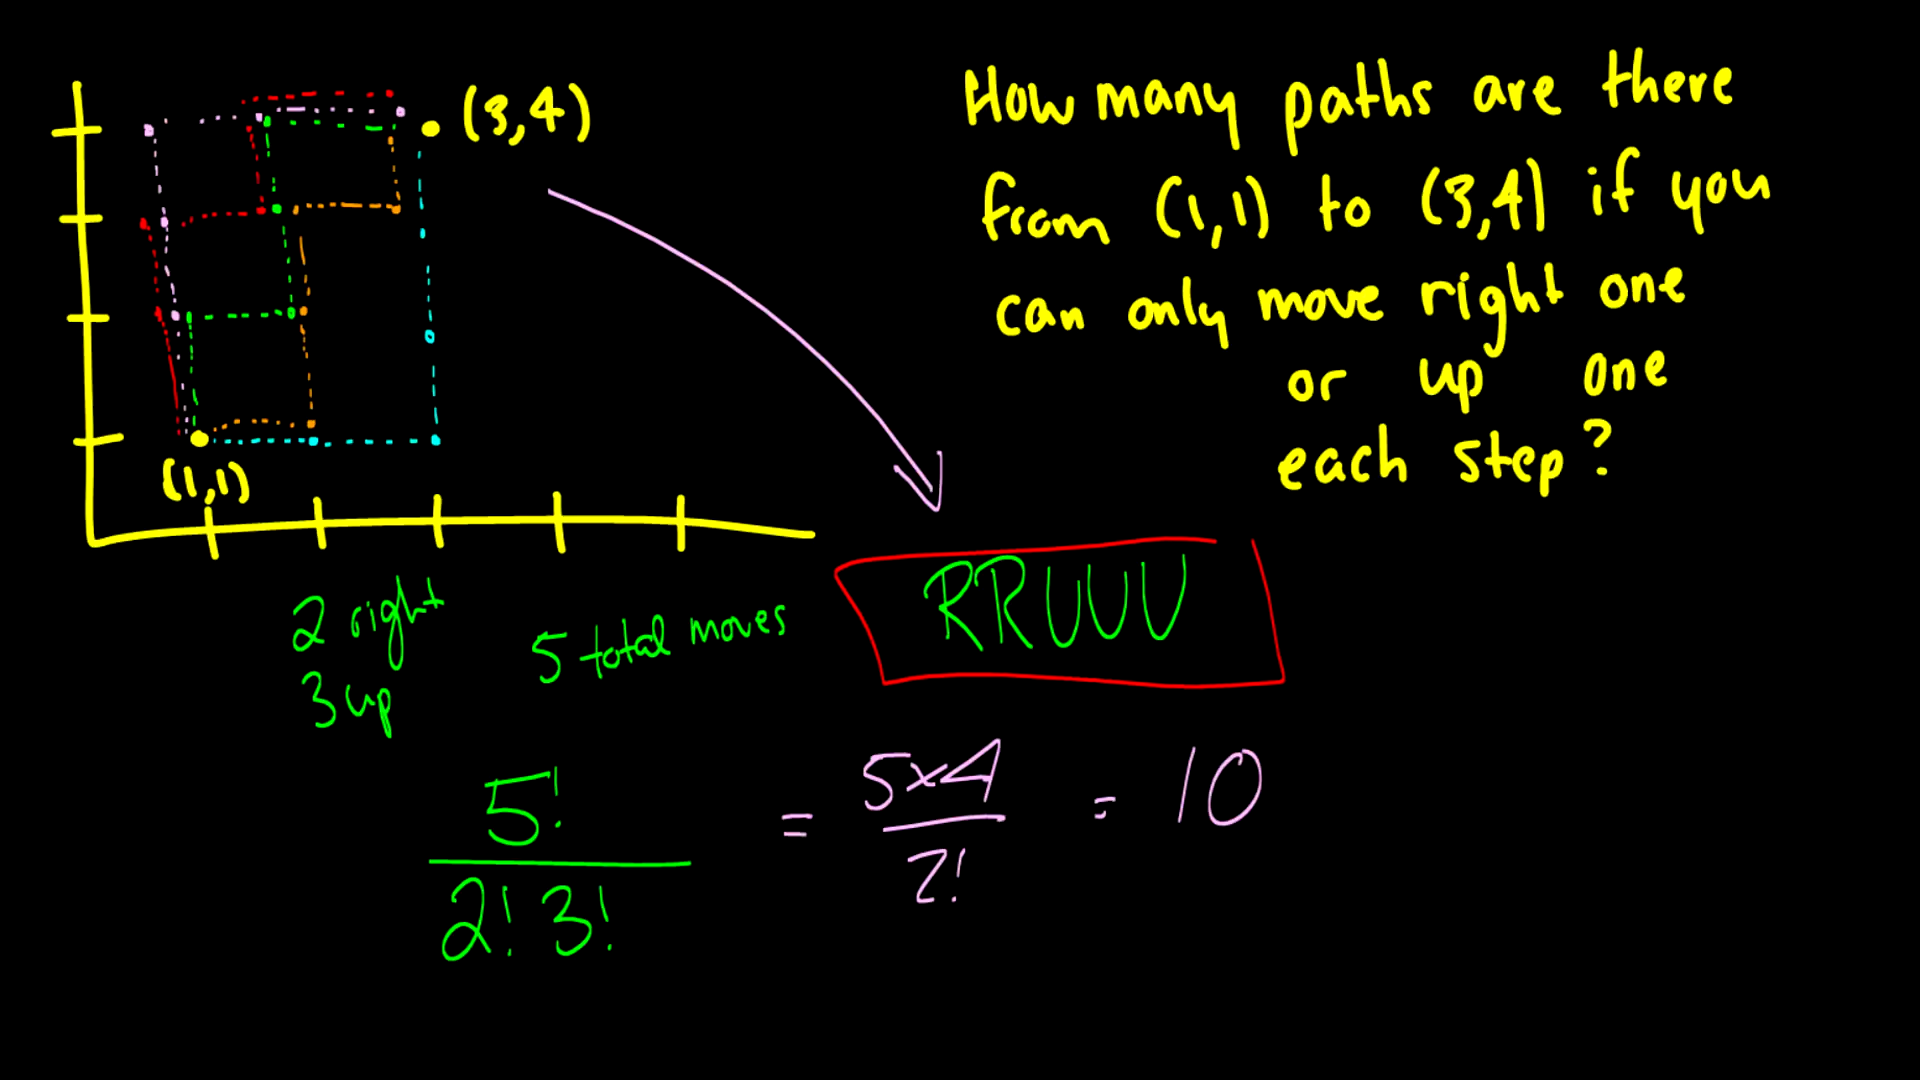 (3,4)
How many paths are there
from (1,1) to (3,4) if you
can only move right one
or up one
each step?
(1,1)
2 right
3 up
5 total moves
RRUUU
5!
2! 3!
= 5x4
2!
= 10